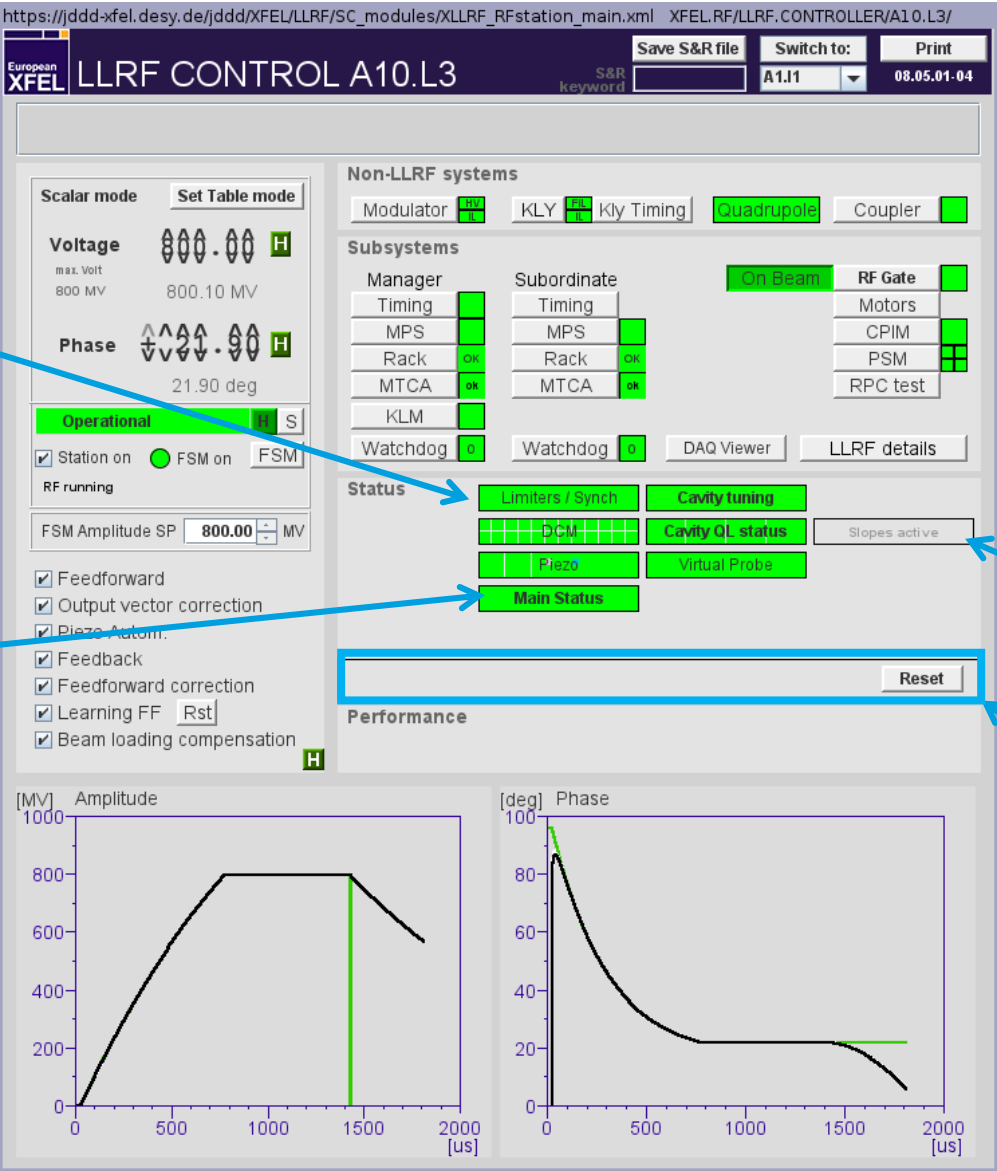 https://jddd-xfel.desy.de/jddd/XFEL/LLRF/SC_modules/XLLRF_RFstation_main.xml XFEL.RF/LLRF.CONTROLLER/A10.L3/
European
XFEL
LLRF CONTROL A10.L3
S&R
keyword
Save S&R file
Switch to:
Print
A1.I1
08.05.01-04
Scalar mode
Set Table mode
Voltage
800.00
H
max. Volt
800 MV
800.10 MV
Phase
+21.90
H
21.90 deg
Operational
H
S
Station on
FSM on
FSM
RF running
FSM Amplitude SP
800.00
MV
Feedforward
Output vector correction
Piezo Autom.
Feedback
Feedforward correction
Learning FF
Rst
Beam loading compensation
H
Non-LLRF systems
Modulator
HV
IL
KLY
FIL
IL
Kly Timing
Quadrupole
Coupler
Subsystems
Manager
Subordinate
On Beam
RF Gate
Timing
Timing
Motors
MPS
MPS
CPIM
Rack
OK
Rack
OK
PSM
MTCA
ok
MTCA
ok
RPC test
KLM
Watchdog
O
Watchdog
O
DAQ Viewer
LLRF details
Status
Limiters / Synch
Cavity tuning
DCM
Cavity QL status
Slopes active
Piezo
Virtual Probe
Main Status
Reset
Performance
[MV] Amplitude
1000
800
600
400
200
0
0 500 1000 1500 2000
[us]
[deg] Phase
100
80
60
40
20
0
0 500 1000 1500 2000
[us]